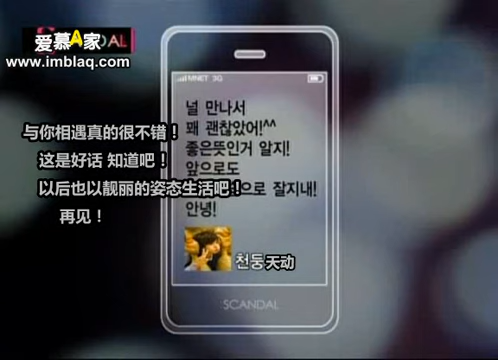 爱慕A家
DAL
www.imblaq.com
MNET 3G
널 만나서
꽤 괜찮았어!^^
좋은뜻인거 알지!
앞으로도
으로 잘지내!
안녕!
与你相遇真的很不错！
这是好话 知道吧！
以后也以靓丽的姿态生活吧！
再见！
천둥天动
SCANDAL